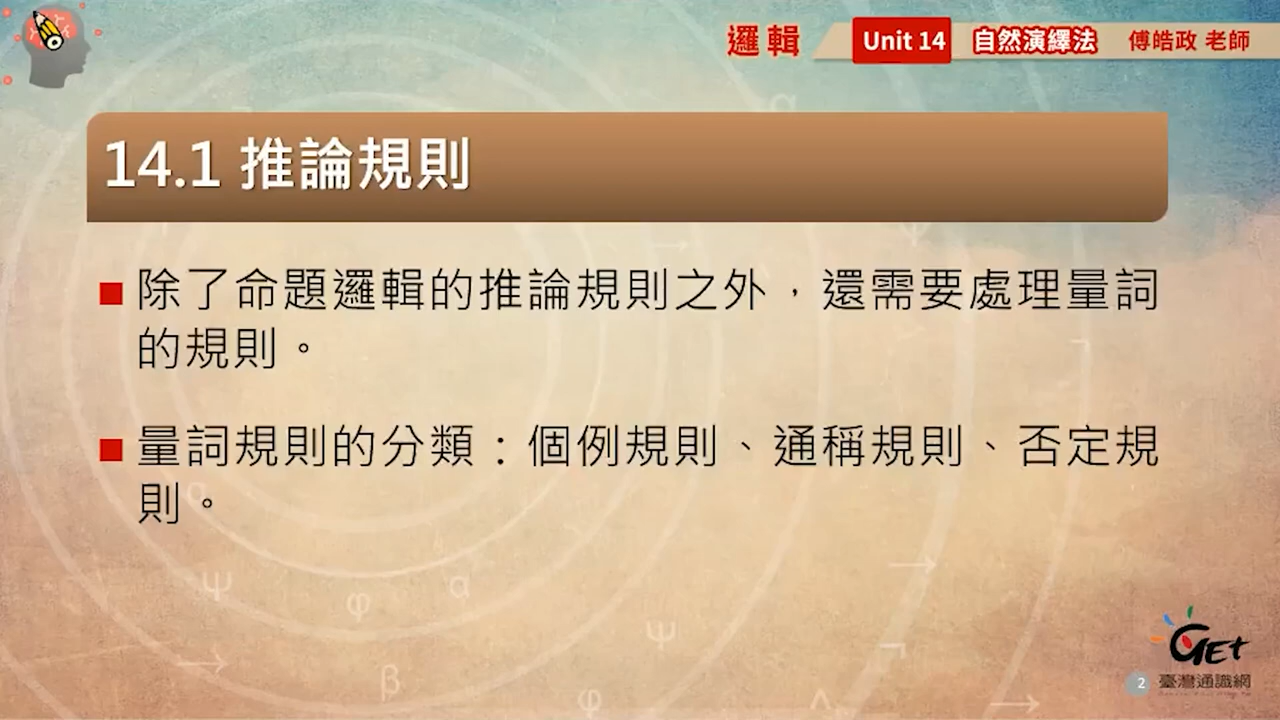 邏輯 Unit 14 自然演繹法 傅皓政 老師
14.1 推論規則
除了命題邏輯的推論規則之外，還需要處理量詞
的規則。
量詞規則的分類：個例規則、通稱規則、否定規
則。
α
Ψ φ α
Ψ
β φ
GET
臺灣通識網
2